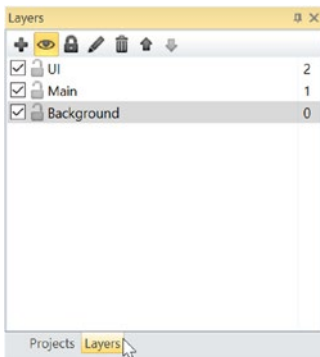 Layers
UI 2
Main 1
Background 0
Projects Layers